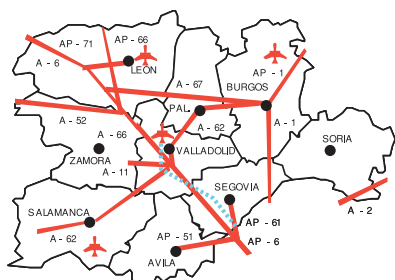 AP - 71
AP - 66
A - 6
LEÓN
A - 67
AP - 1
BURGOS
A - 52
PAL.
A - 62
A - 1
A - 66
VALLADOLID
SORIA
ZAMORA
A - 11
SEGOVIA
SALAMANCA
A - 2
A - 62
AP - 51
AP - 61
AP - 6
AVILA